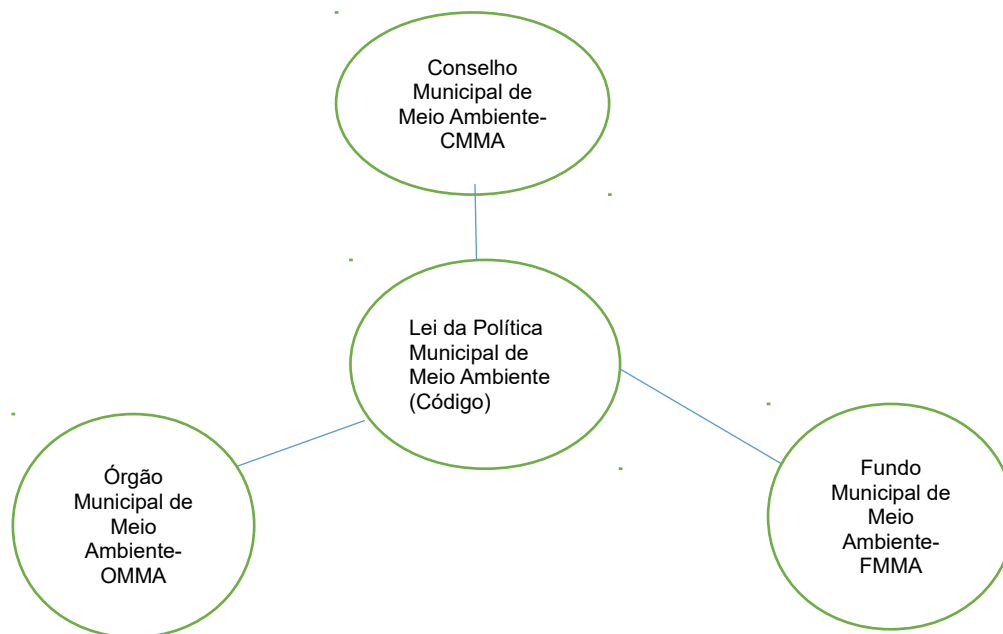 Conselho
Municipal de
Meio Ambiente-
CMMA
Lei da Política
Municipal de
Meio Ambiente
(Código)
Órgão
Municipal de
Meio
Ambiente-
OMMA
Fundo
Municipal de
Meio
Ambiente-
FMMA